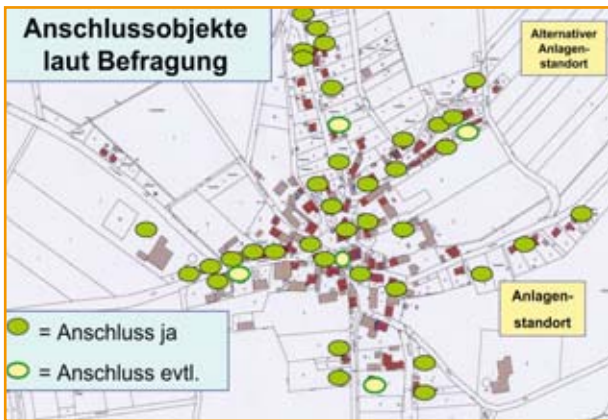 Anschlussobjekte
laut Befragung
Alternativer
Anlagen-
standort
Anlagen-
standort
= Anschluss ja
= Anschluss evtl.